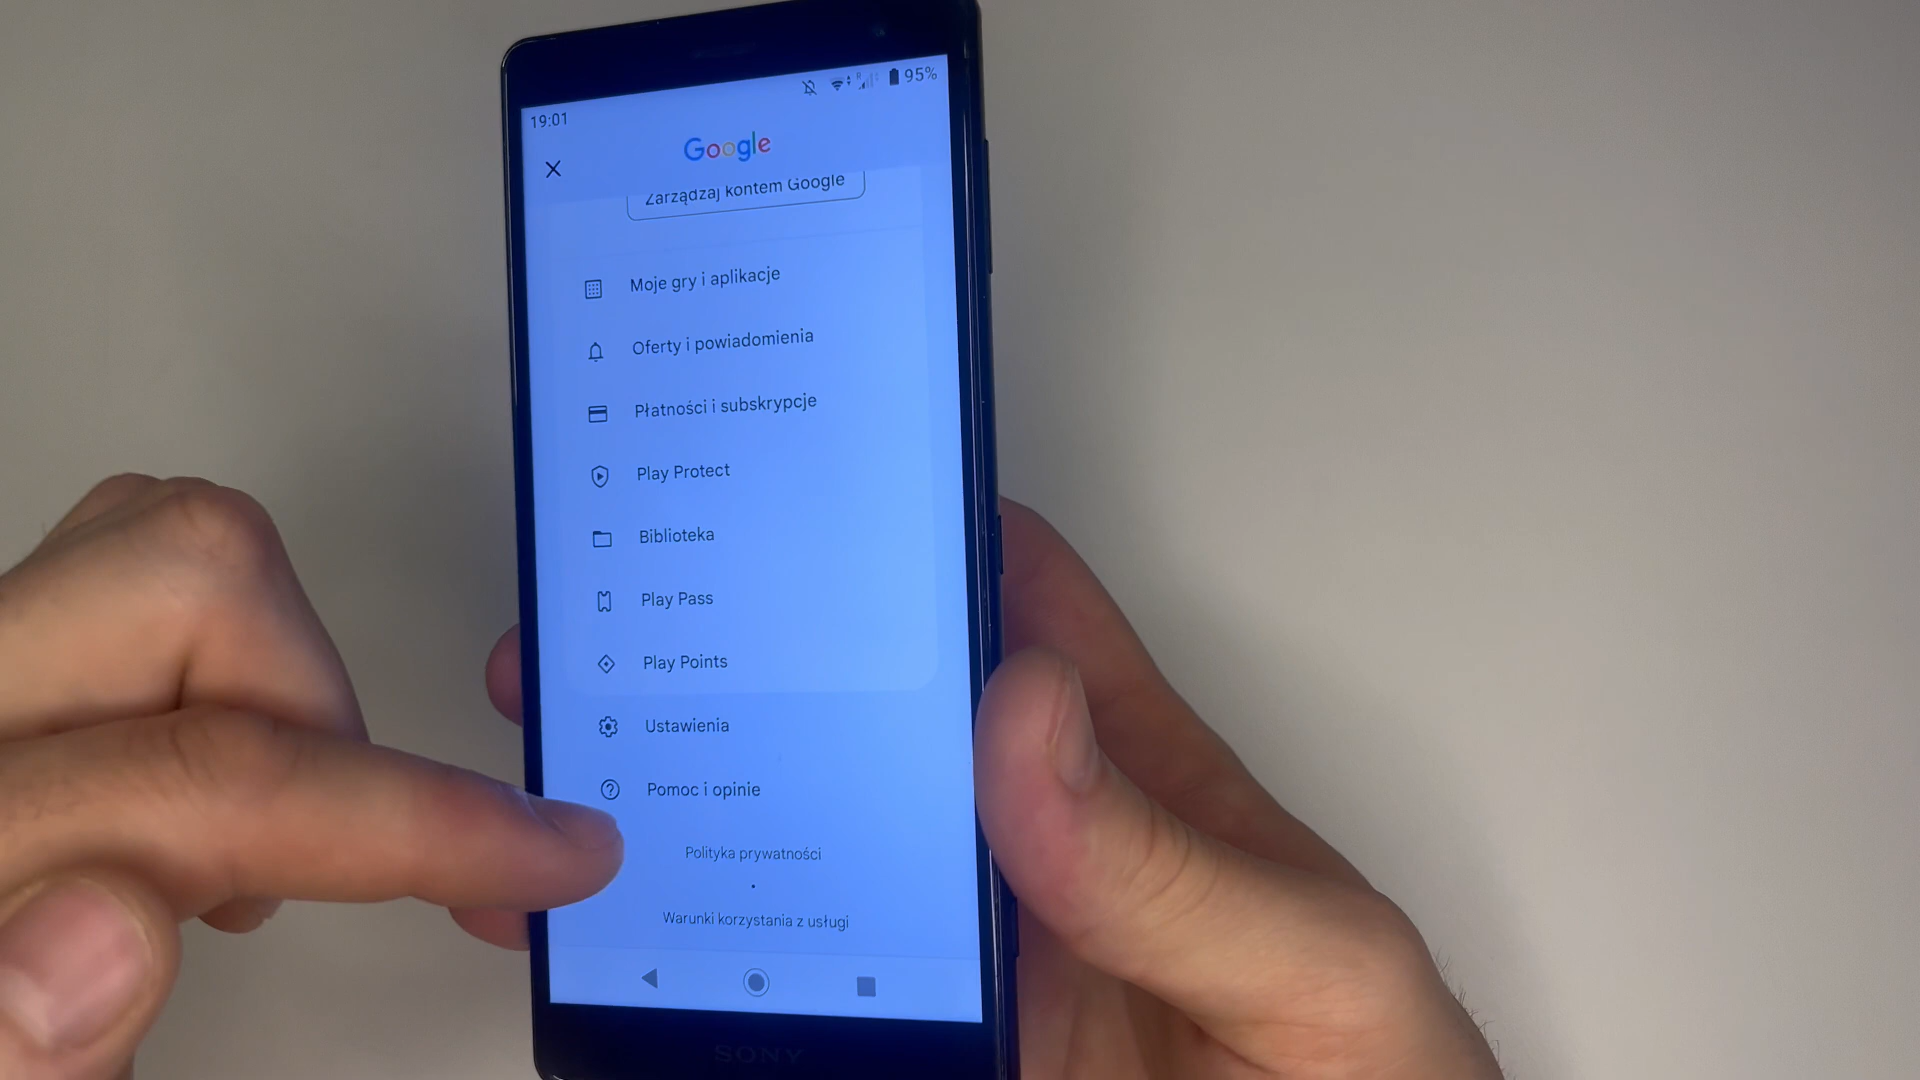 95%
19:01
Google
Zarządzaj kontem Google
Moje gry i aplikacje
Oferty i powiadomienia
Płatności i subskrypcje
Play Protect
Biblioteka
Play Pass
Play Points
Ustawienia
Pomoc i opinie
Polityka prywatności
•
Warunki korzystania z usługi
SONY